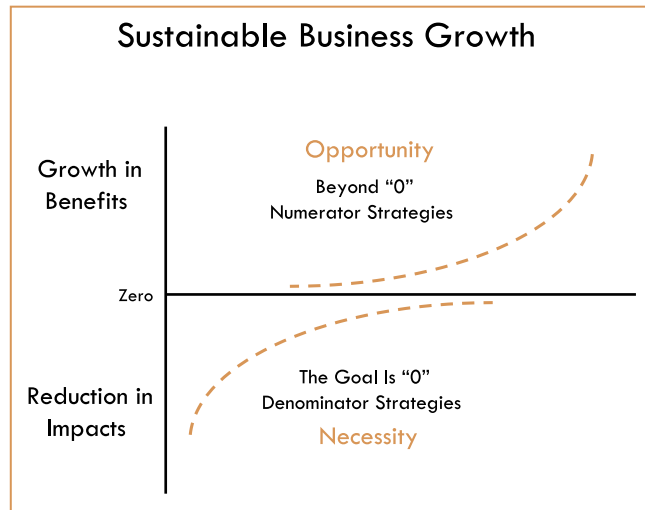 Sustainable Business Growth
Growth in
Benefits
Opportunity
Beyond “0”
Numerator Strategies
Zero
Reduction in
Impacts
The Goal Is “0”
Denominator Strategies
Necessity